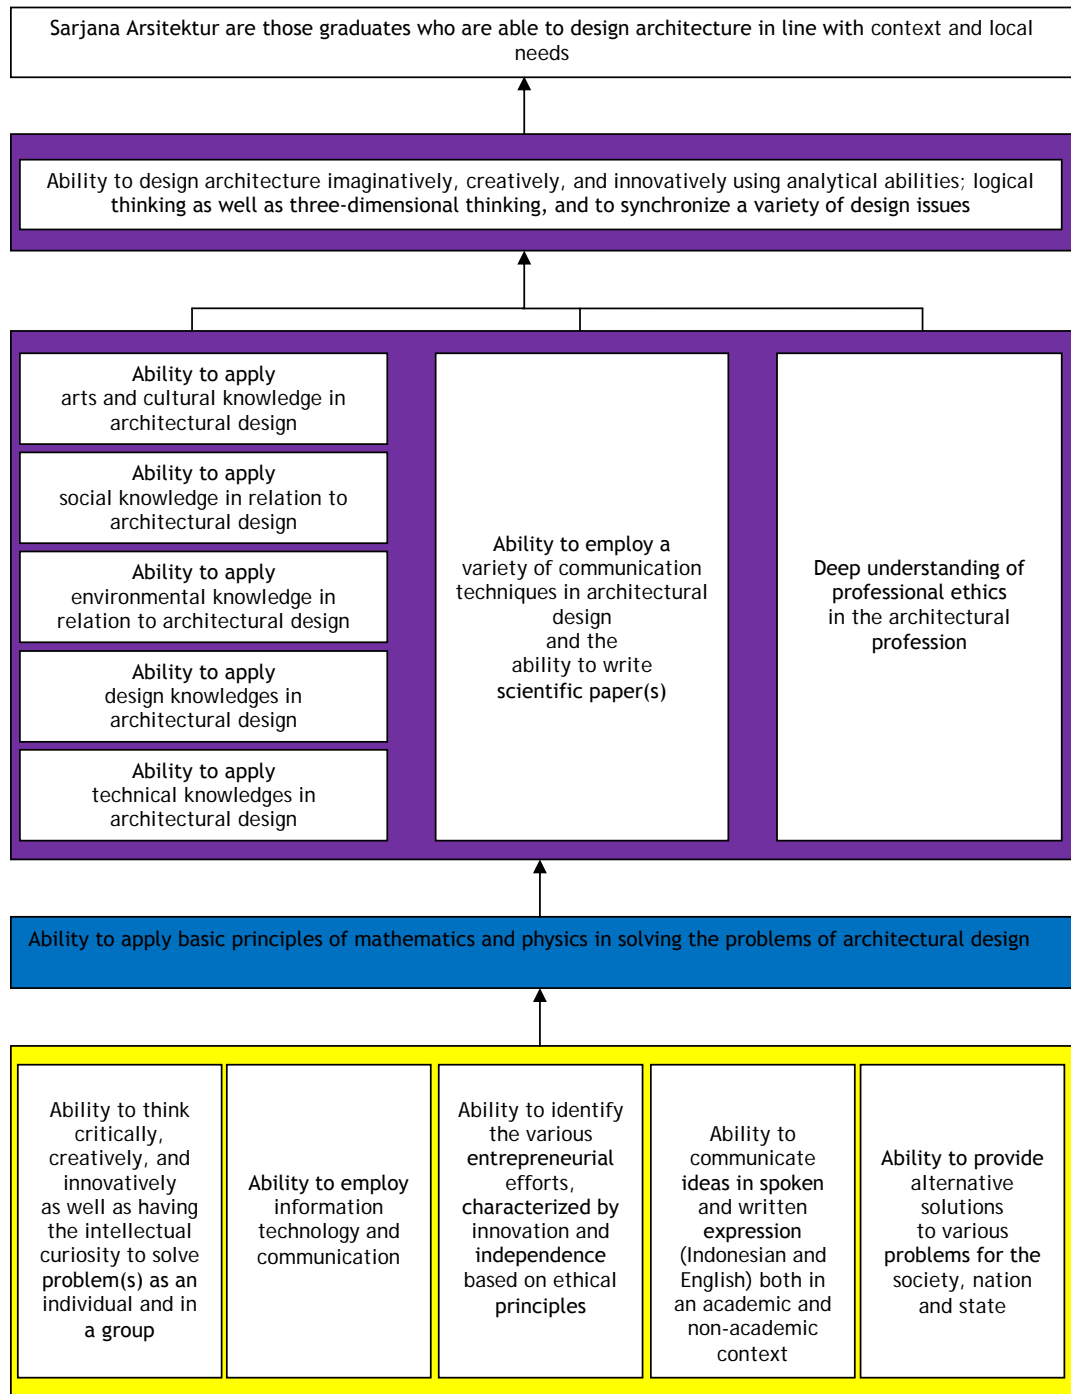 Sarjana Arsitektur are those graduates who are able to design architecture in line with context and local
needs
Ability to design architecture imaginatively, creatively, and innovatively using analytical abilities; logical
thinking as well as three-dimensional thinking, and to synchronize a variety of design issues
Ability to apply
arts and cultural knowledge in
architectural design
Ability to apply
social knowledge in relation to
architectural design
Ability to apply
environmental knowledge in
relation to architectural design
Ability to apply
design knowledges in
architectural design
Ability to apply
technical knowledges in
architectural design
Ability to employ a
variety of communication
techniques in architectural
design
and the
ability to write
scientific paper(s)
Deep understanding of
professional ethics
in the architectural
profession
Ability to apply basic principles of mathematics and physics in solving the problems of architectural design
Ability to think
critically,
creatively, and
innovatively
as well as having
the intellectual
curiosity to solve
problem(s) as an
individual and in
a group
Ability to employ
information
technology and
communication
Ability to identify
the various
entrepreneurial
efforts,
characterized by
innovation and
independence
based on ethical
principles
Ability to
communicate
ideas in spoken
and written
expression
(Indonesian and
English) both in
an academic and
non-academic
context
Ability to provide
alternative
solutions
to various
problems for the
society, nation
and state